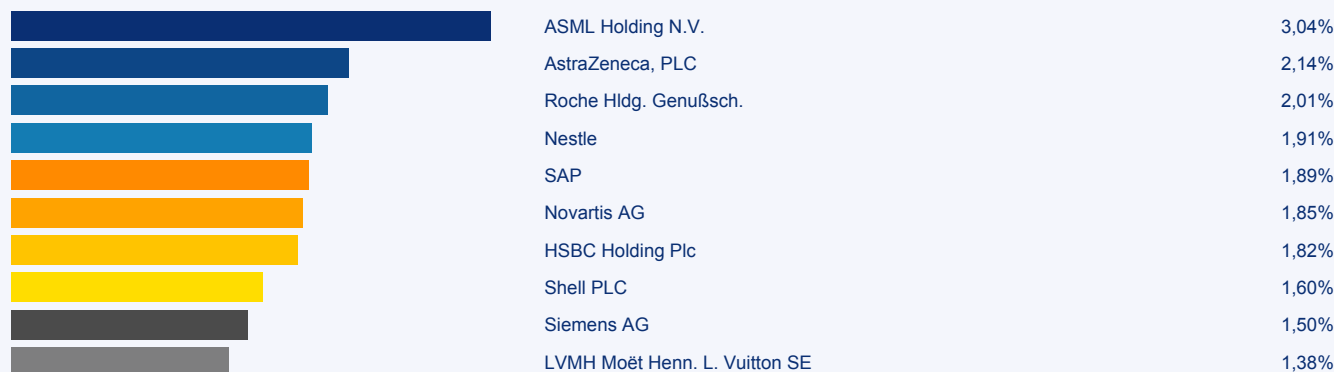 ASML Holding N.V. 3,04%
AstraZeneca, PLC 2,14%
Roche Hldg. Genußsch. 2,01%
Nestle 1,91%
SAP 1,89%
Novartis AG 1,85%
HSBC Holding Plc 1,82%
Shell PLC 1,60%
Siemens AG 1,50%
LVMH Moët Henn. L. Vuitton SE 1,38%